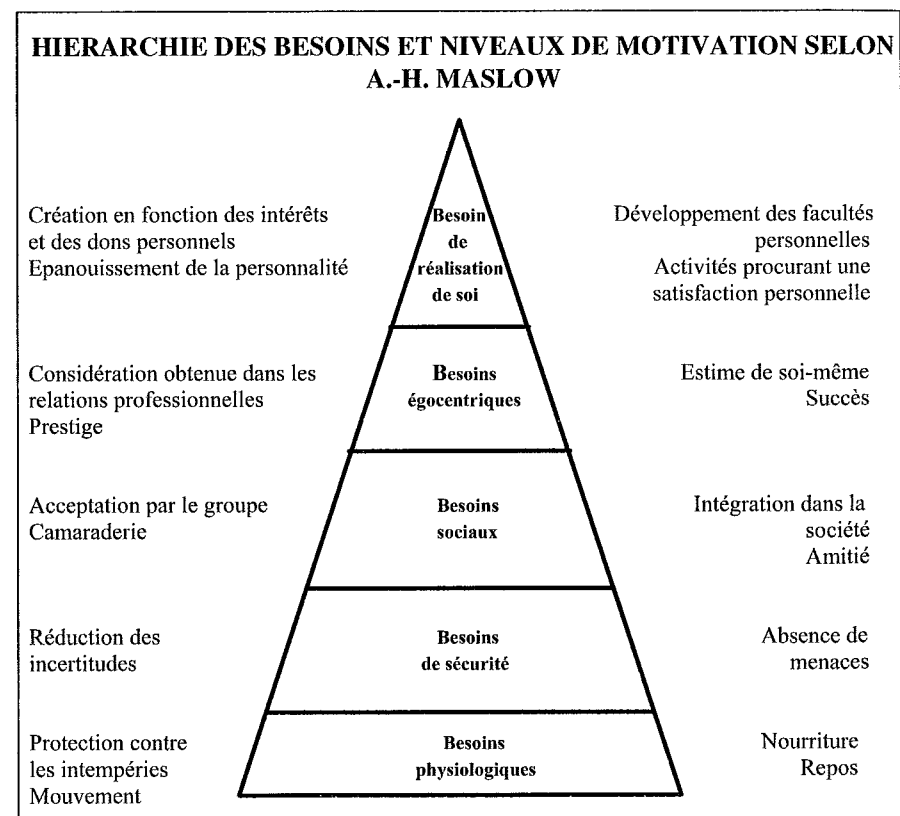 HIERARCHIE DES BESOINS ET NIVEAUX DE MOTIVATION SELON
A.-H. MASLOW
Création en fonction des intérêts
et des dons personnels
Epanouissement de la personnalité
Besoin
de
réalisation
de soi
Développement des facultés
personnelles
Activités procurant une
satisfaction personnelle
Considération obtenue dans les
relations professionnelles
Prestige
Besoins
égocentriques
Estime de soi-même
Succès
Acceptation par le groupe
Camaraderie
Besoins
sociaux
Intégration dans la
société
Amitié
Réduction des
incertitudes
Besoins
de sécurité
Absence de
menaces
Protection contre
les intempéries
Mouvement
Besoins
physiologiques
Nourriture
Repos